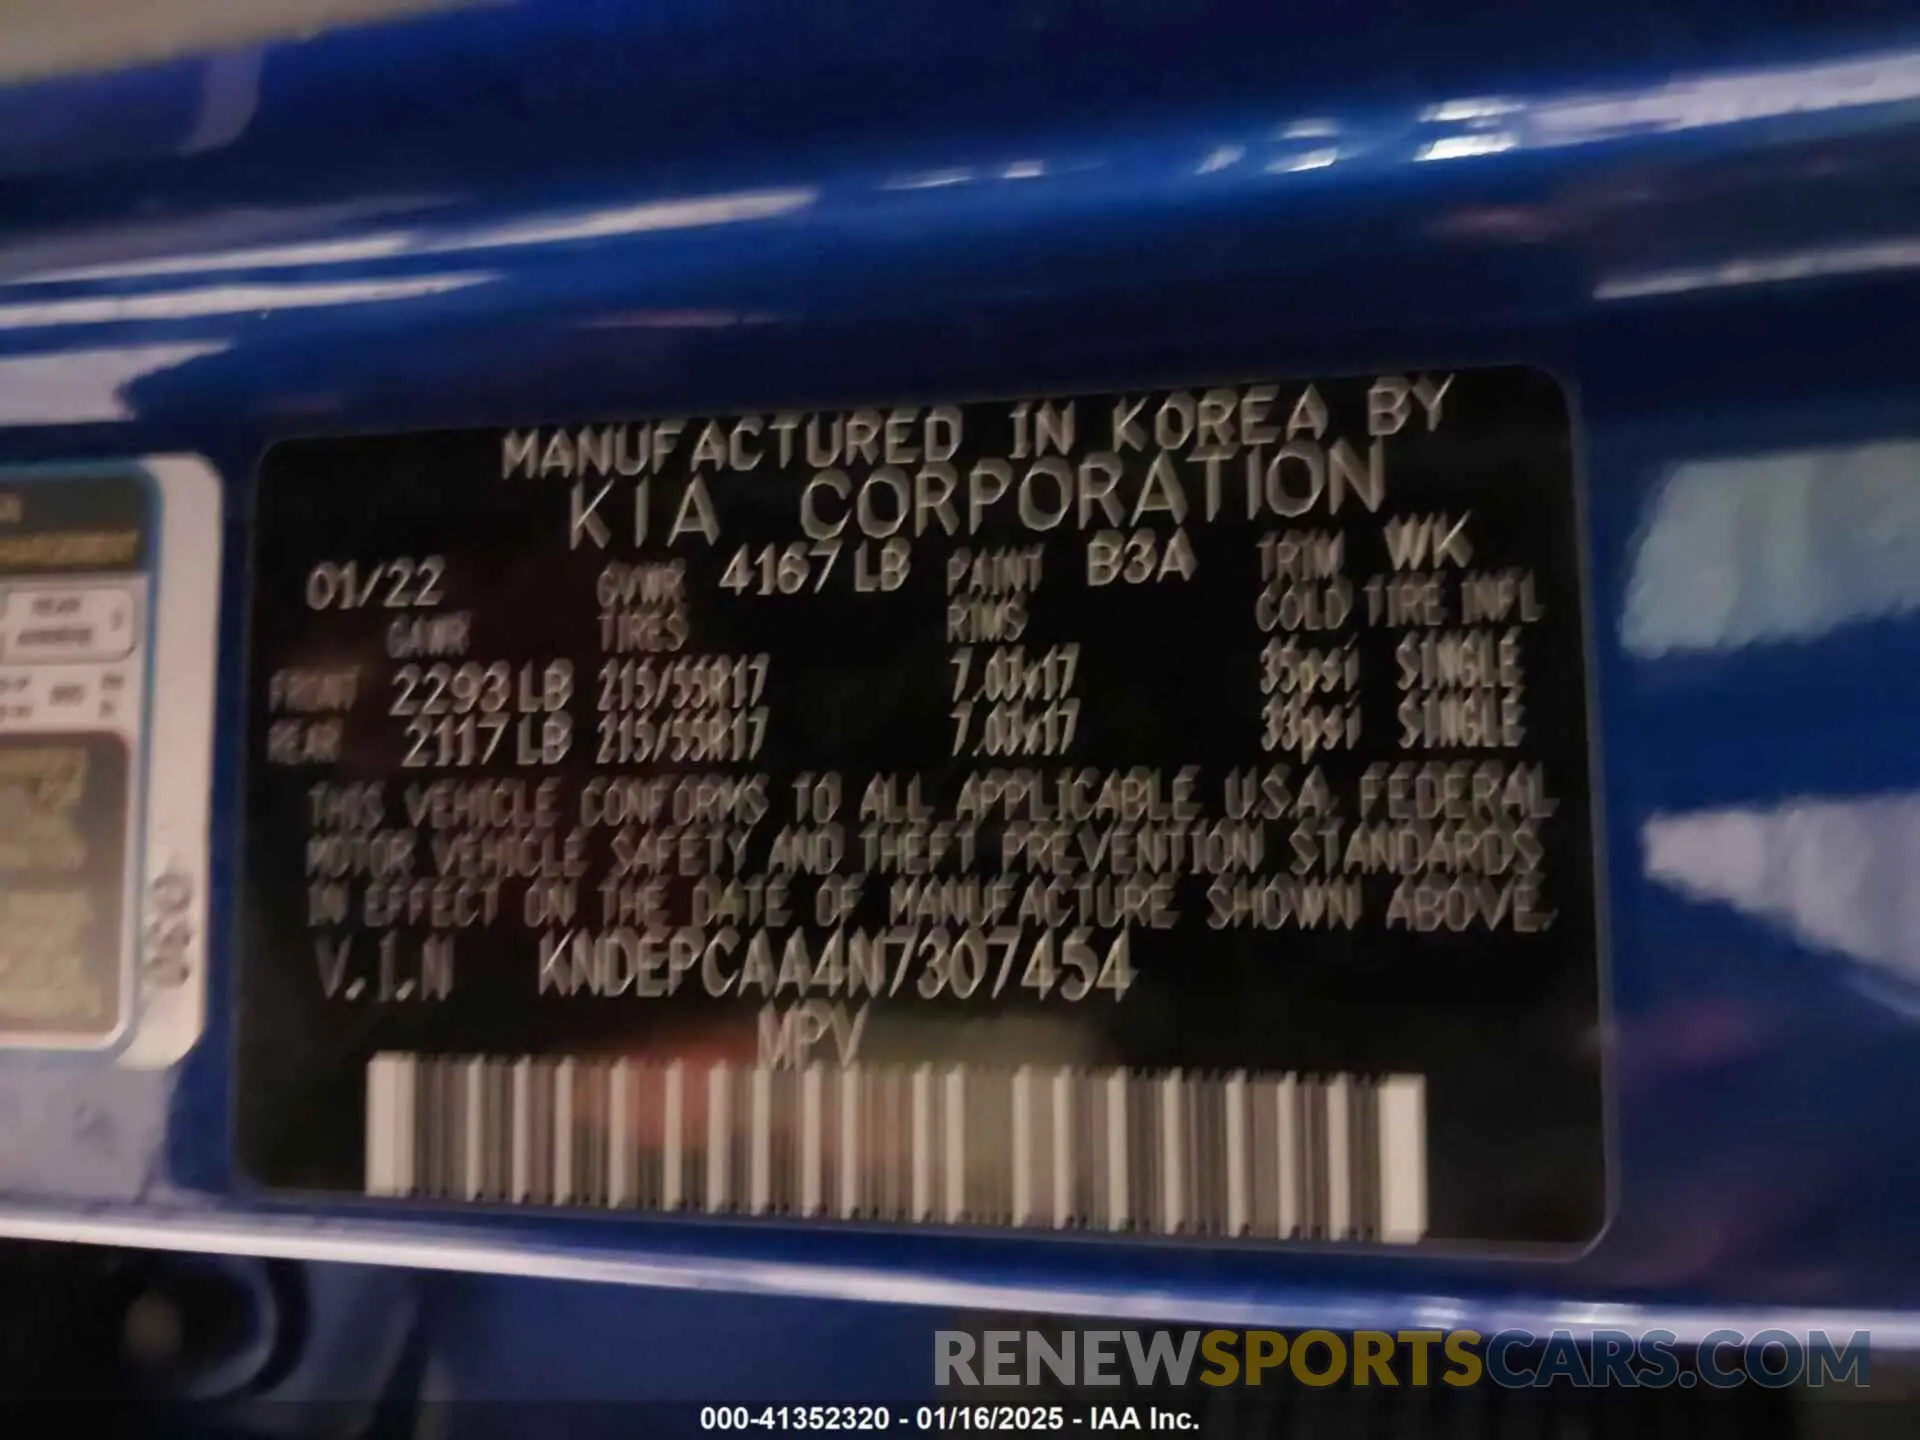 MANUFACTURED IN KOREA BY
KIA CORPORATION
01/22 GVWR 4167 LB PAINT B3A TRIM WK
GAWR TIRES RIMS COLD TIRE INFL
FRONT 2293 LB 215/55R17 7.0Jx17 35psi SINGLE
REAR 2117 LB 215/55R17 7.0Jx17 33psi SINGLE
THIS VEHICLE CONFORMS TO ALL APPLICABLE U.S.A. FEDERAL
MOTOR VEHICLE SAFETY AND THEFT PREVENTION STANDARDS
IN EFFECT ON THE DATE OF MANUFACTURE SHOWN ABOVE.
V.I.N KNDEPCAA4N7307454
MPV
RENEWSPORTSCARS.COM
000-41352320 - 01/16/2025 - IAA Inc.